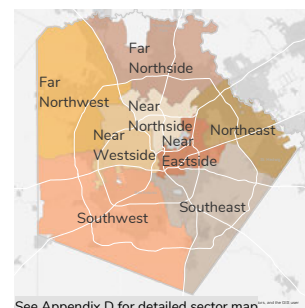 Far
Northside
Far
Northwest
Near
Northside
Near
Westside
Near
Eastside
Northeast
Southwest
Southeast
See Appendix D for detailed sector map